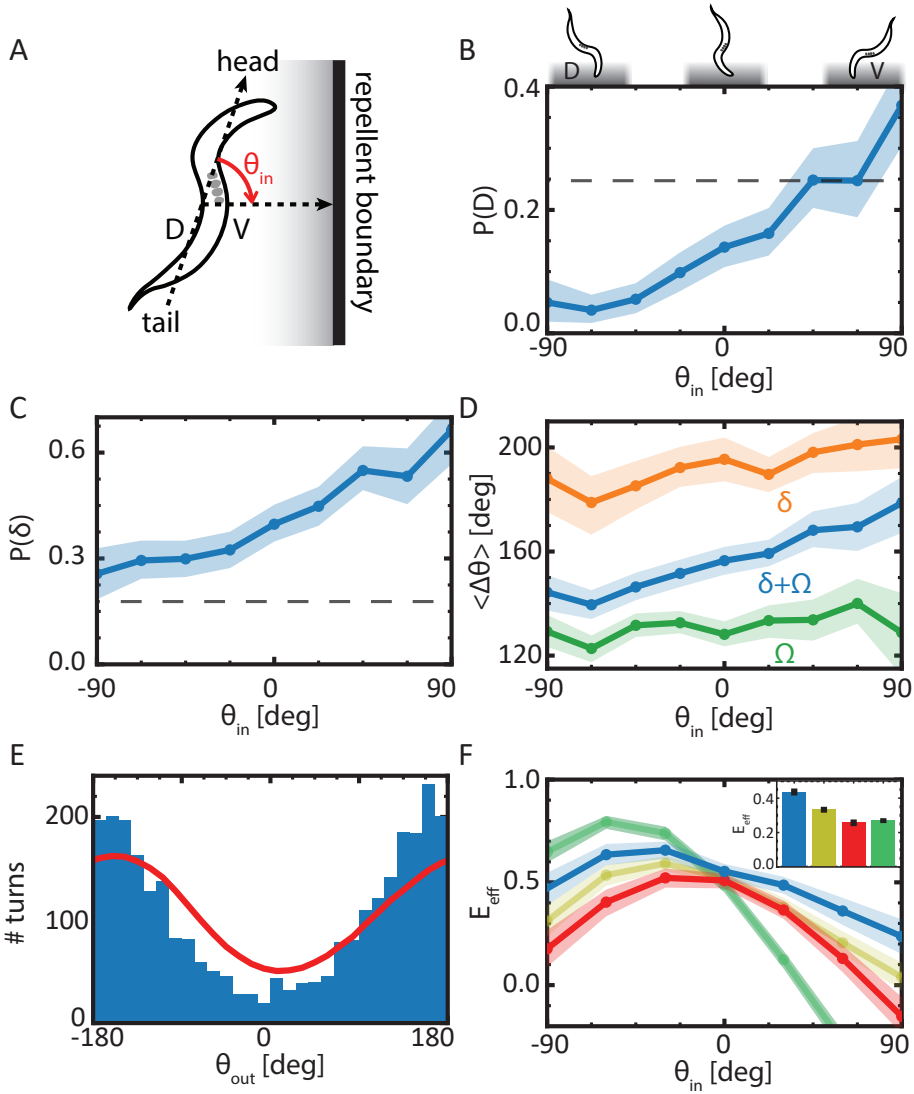 A
head
θin
D
V
tail
repellent boundary
B
D
V
P(D)
0.4
0.2
0.0
-90
0
90
θin [deg]
C
P(δ)
0.6
0.3
0.0
-90
0
90
θin [deg]
D
<Δθ> [deg]
200
160
120
δ
δ+Ω
Ω
-90
0
90
θin [deg]
E
# turns
200
100
0
-180
0
180
θout [deg]
F
Eeff
1.0
0.5
0.0
-90
0
90
θin [deg]
Eeff
0.4
0.2
0.0